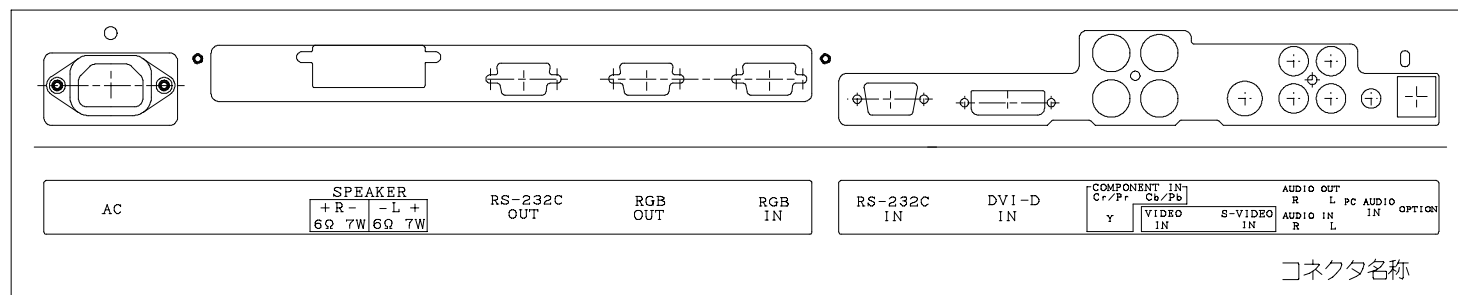 AC
SPEAKER
+R- -L+
6Ω 7W 6Ω 7W
RS-232C
OUT
RGB
OUT
RGB
IN
RS-232C
IN
DVI-D
IN
COMPONENT IN
Cr/Pr Cb/Pb
Y
VIDEO
IN
S-VIDEO
IN
AUDIO OUT
R L
AUDIO IN
R L
PC AUDIO
IN
OPTION
コネクタ名称